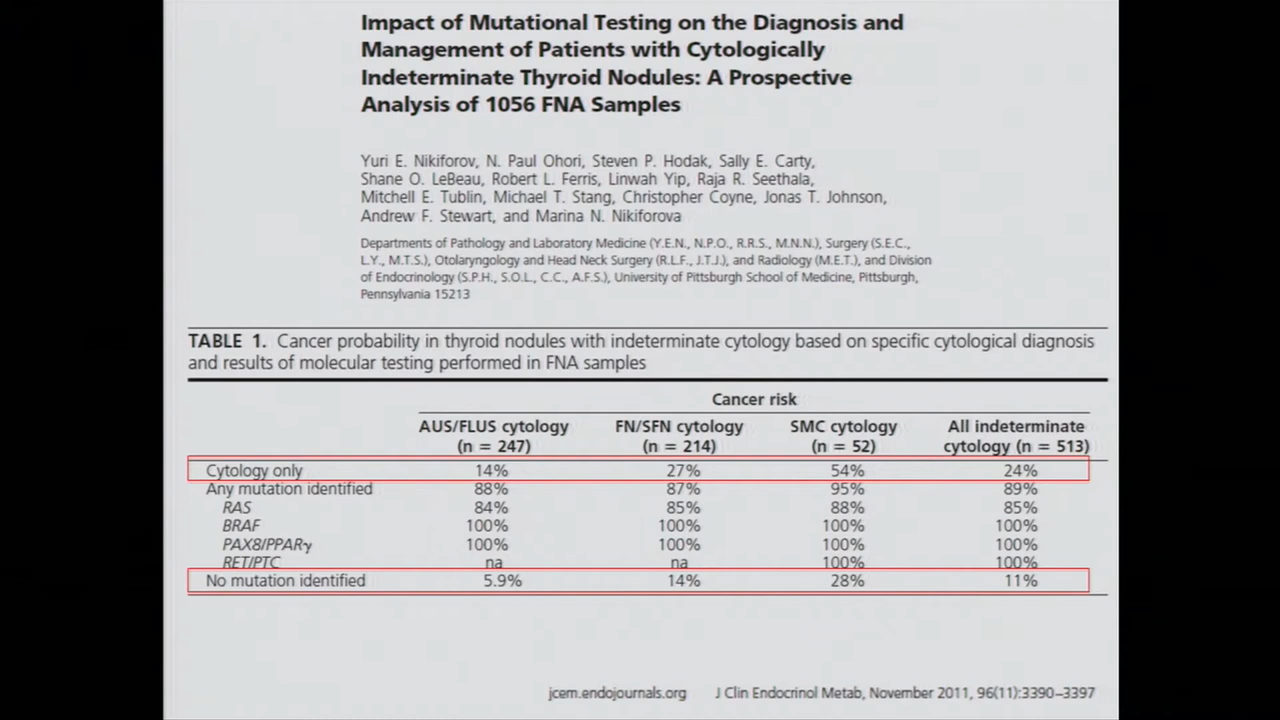 Impact of Mutational Testing on the Diagnosis and
Management of Patients with Cytologically
Indeterminate Thyroid Nodules: A Prospective
Analysis of 1056 FNA Samples
Yuri E. Nikiforov, N. Paul Ohori, Steven P. Hodak, Sally E. Carty,
Shane O. LeBeau, Robert L. Ferris, Linwah Yip, Raja R. Seethala,
Mitchell E. Tublin, Michael T. Stang, Christopher Coyne, Jonas T. Johnson,
Andrew F. Stewart, and Marina N. Nikiforova
Departments of Pathology and Laboratory Medicine (Y.E.N., N.P.O., R.R.S., M.N.N.), Surgery (S.E.C.,
L.Y., M.T.S.), Otolaryngology and Head Neck Surgery (R.L.F., J.T.J.), and Radiology (M.E.T.), and Division
of Endocrinology (S.P.H., S.O.L., C.C., A.F.S.), University of Pittsburgh School of Medicine, Pittsburgh,
Pennsylvania 15213
TABLE 1. Cancer probability in thyroid nodules with indeterminate cytology based on specific cytological diagnosis
and results of molecular testing performed in FNA samples
Cancer risk
AUS/FLUS cytology FN/SFN cytology SMC cytology All indeterminate
(n = 247) (n = 214) (n = 52) cytology (n = 513)
Cytology only 14% 27% 54% 24%
Any mutation identified 88% 87% 95% 89%
RAS 84% 85% 88% 85%
BRAF 100% 100% 100% 100%
PAX8/PPARγ 100% 100% 100% 100%
RET/PTC na na 100% 100%
No mutation identified 5.9% 14% 28% 11%
jcem.endojournals.org J Clin Endocrinol Metab, November 2011, 96(11):3390–3397